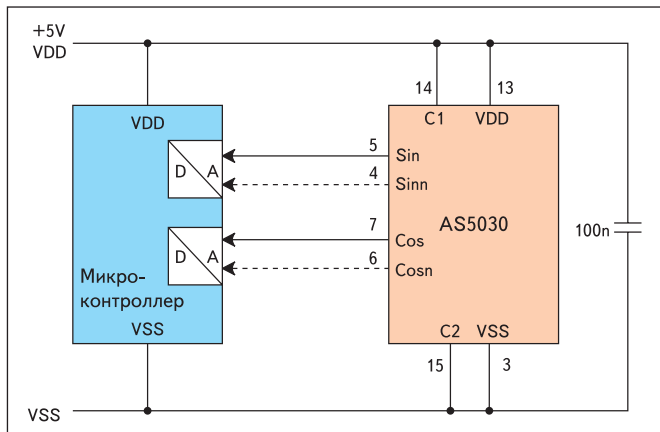 +5V
VDD
14
13
VDD
C1
VDD
D
A
5
Sin
4
Sinn
AS5030
7
Cos
D
A
6
Cosn
100n
Микро-
контроллер
VSS
C2
VSS
15
3
VSS